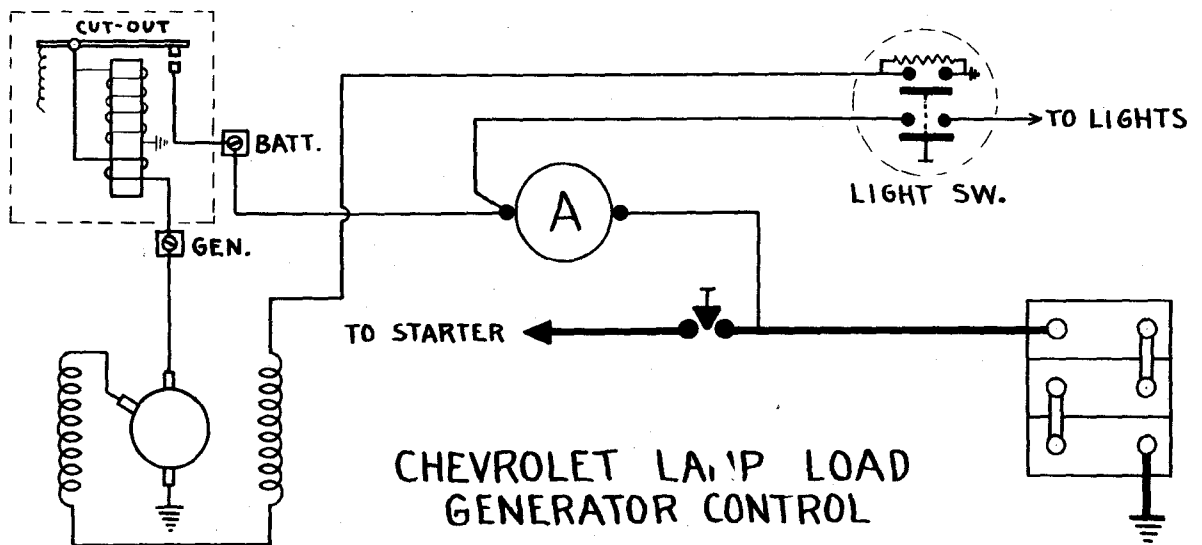 CUT-OUT
BATT.
GEN.
A
TO LIGHTS
LIGHT SW.
TO STARTER
CHEVROLET LAMP LOAD
GENERATOR CONTROL